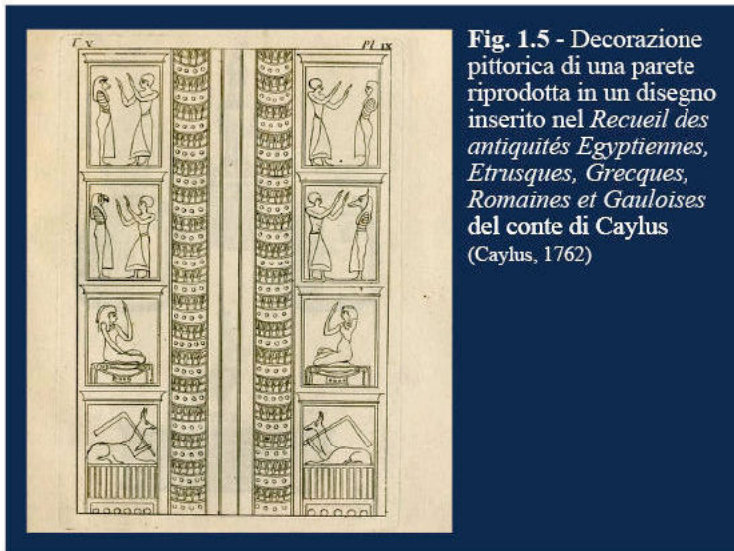 T. V.
Pl. IX
Fig. 1.5 - Decorazione
pittorica di una parete
riprodotta in un disegno
inserito nel Recueil des
antiquités Egyptiennes,
Etrusques, Grecques,
Romaines et Gauloises
del conte di Caylus
(Caylus, 1762)